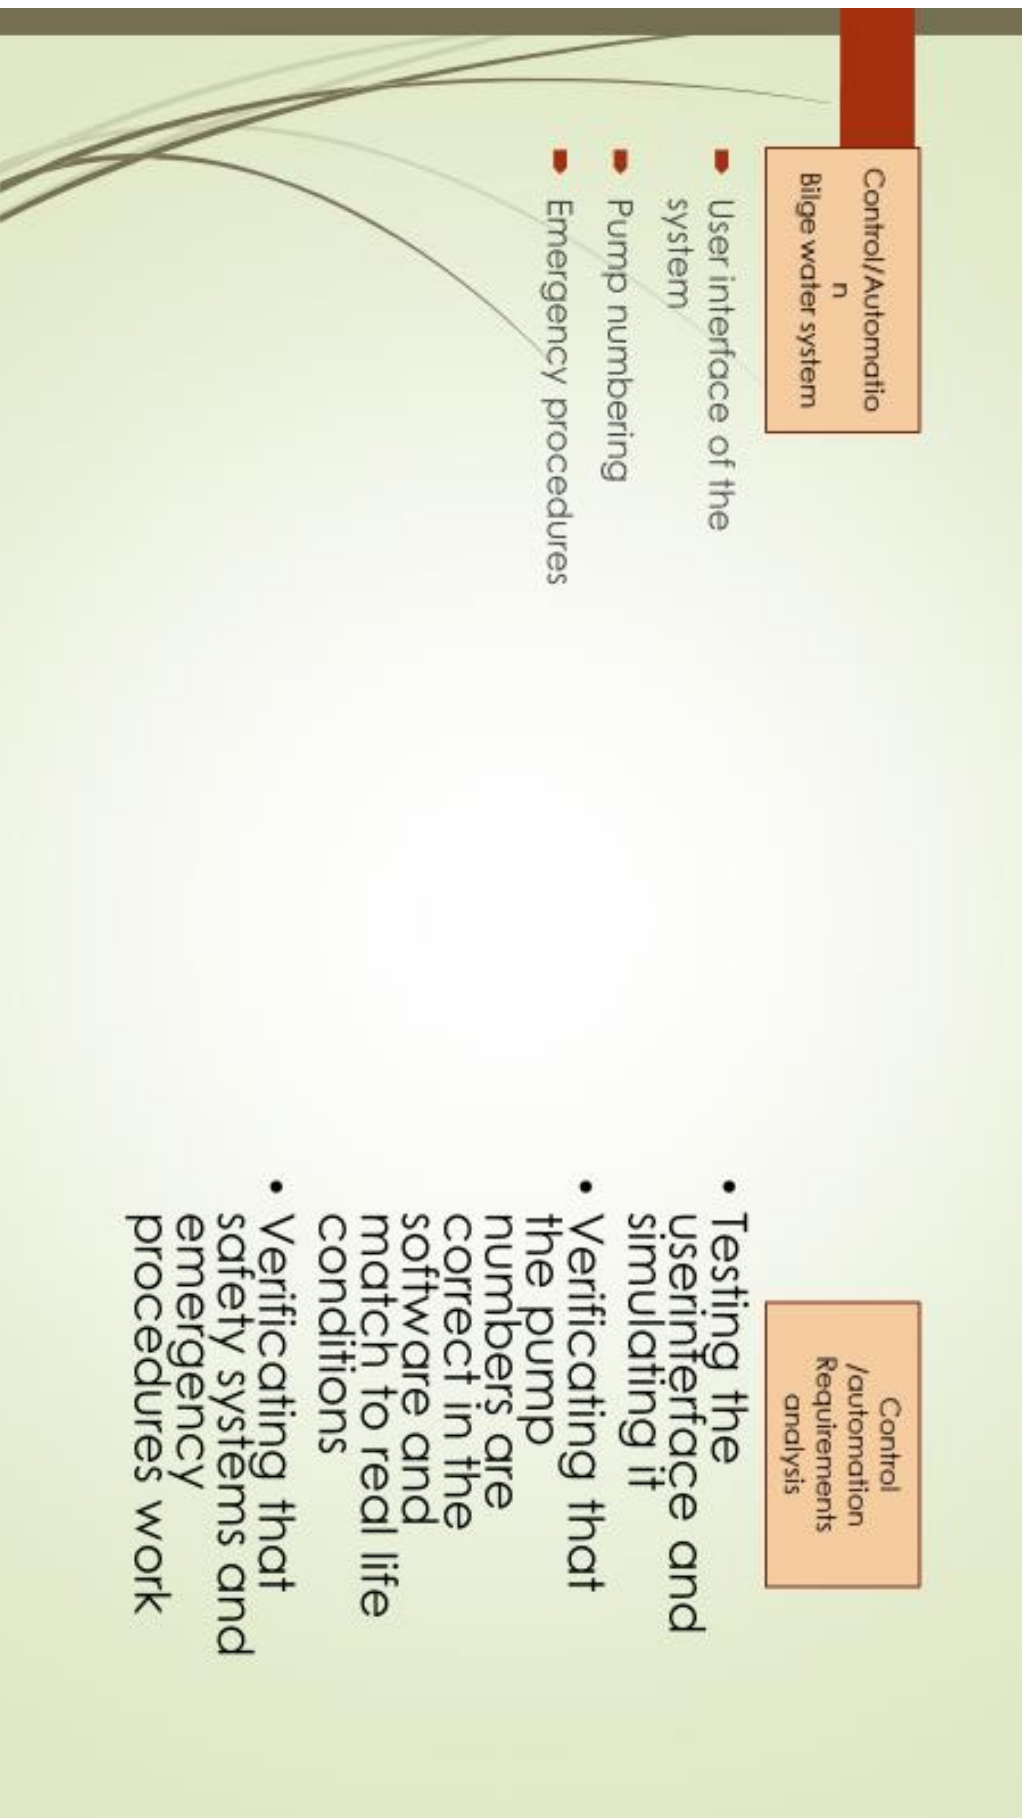 Control/Automatio
n
Bilge water system
User interface of the
system
Pump numbering
Emergency procedures
Control
/automation
Requirements
analysis
• Testing the
userinterface and
simulating it
• Verificating that
the pump
numbers are
correct in the
software and
match to real life
conditions
• Verificating that
safety systems and
emergency
procedures work